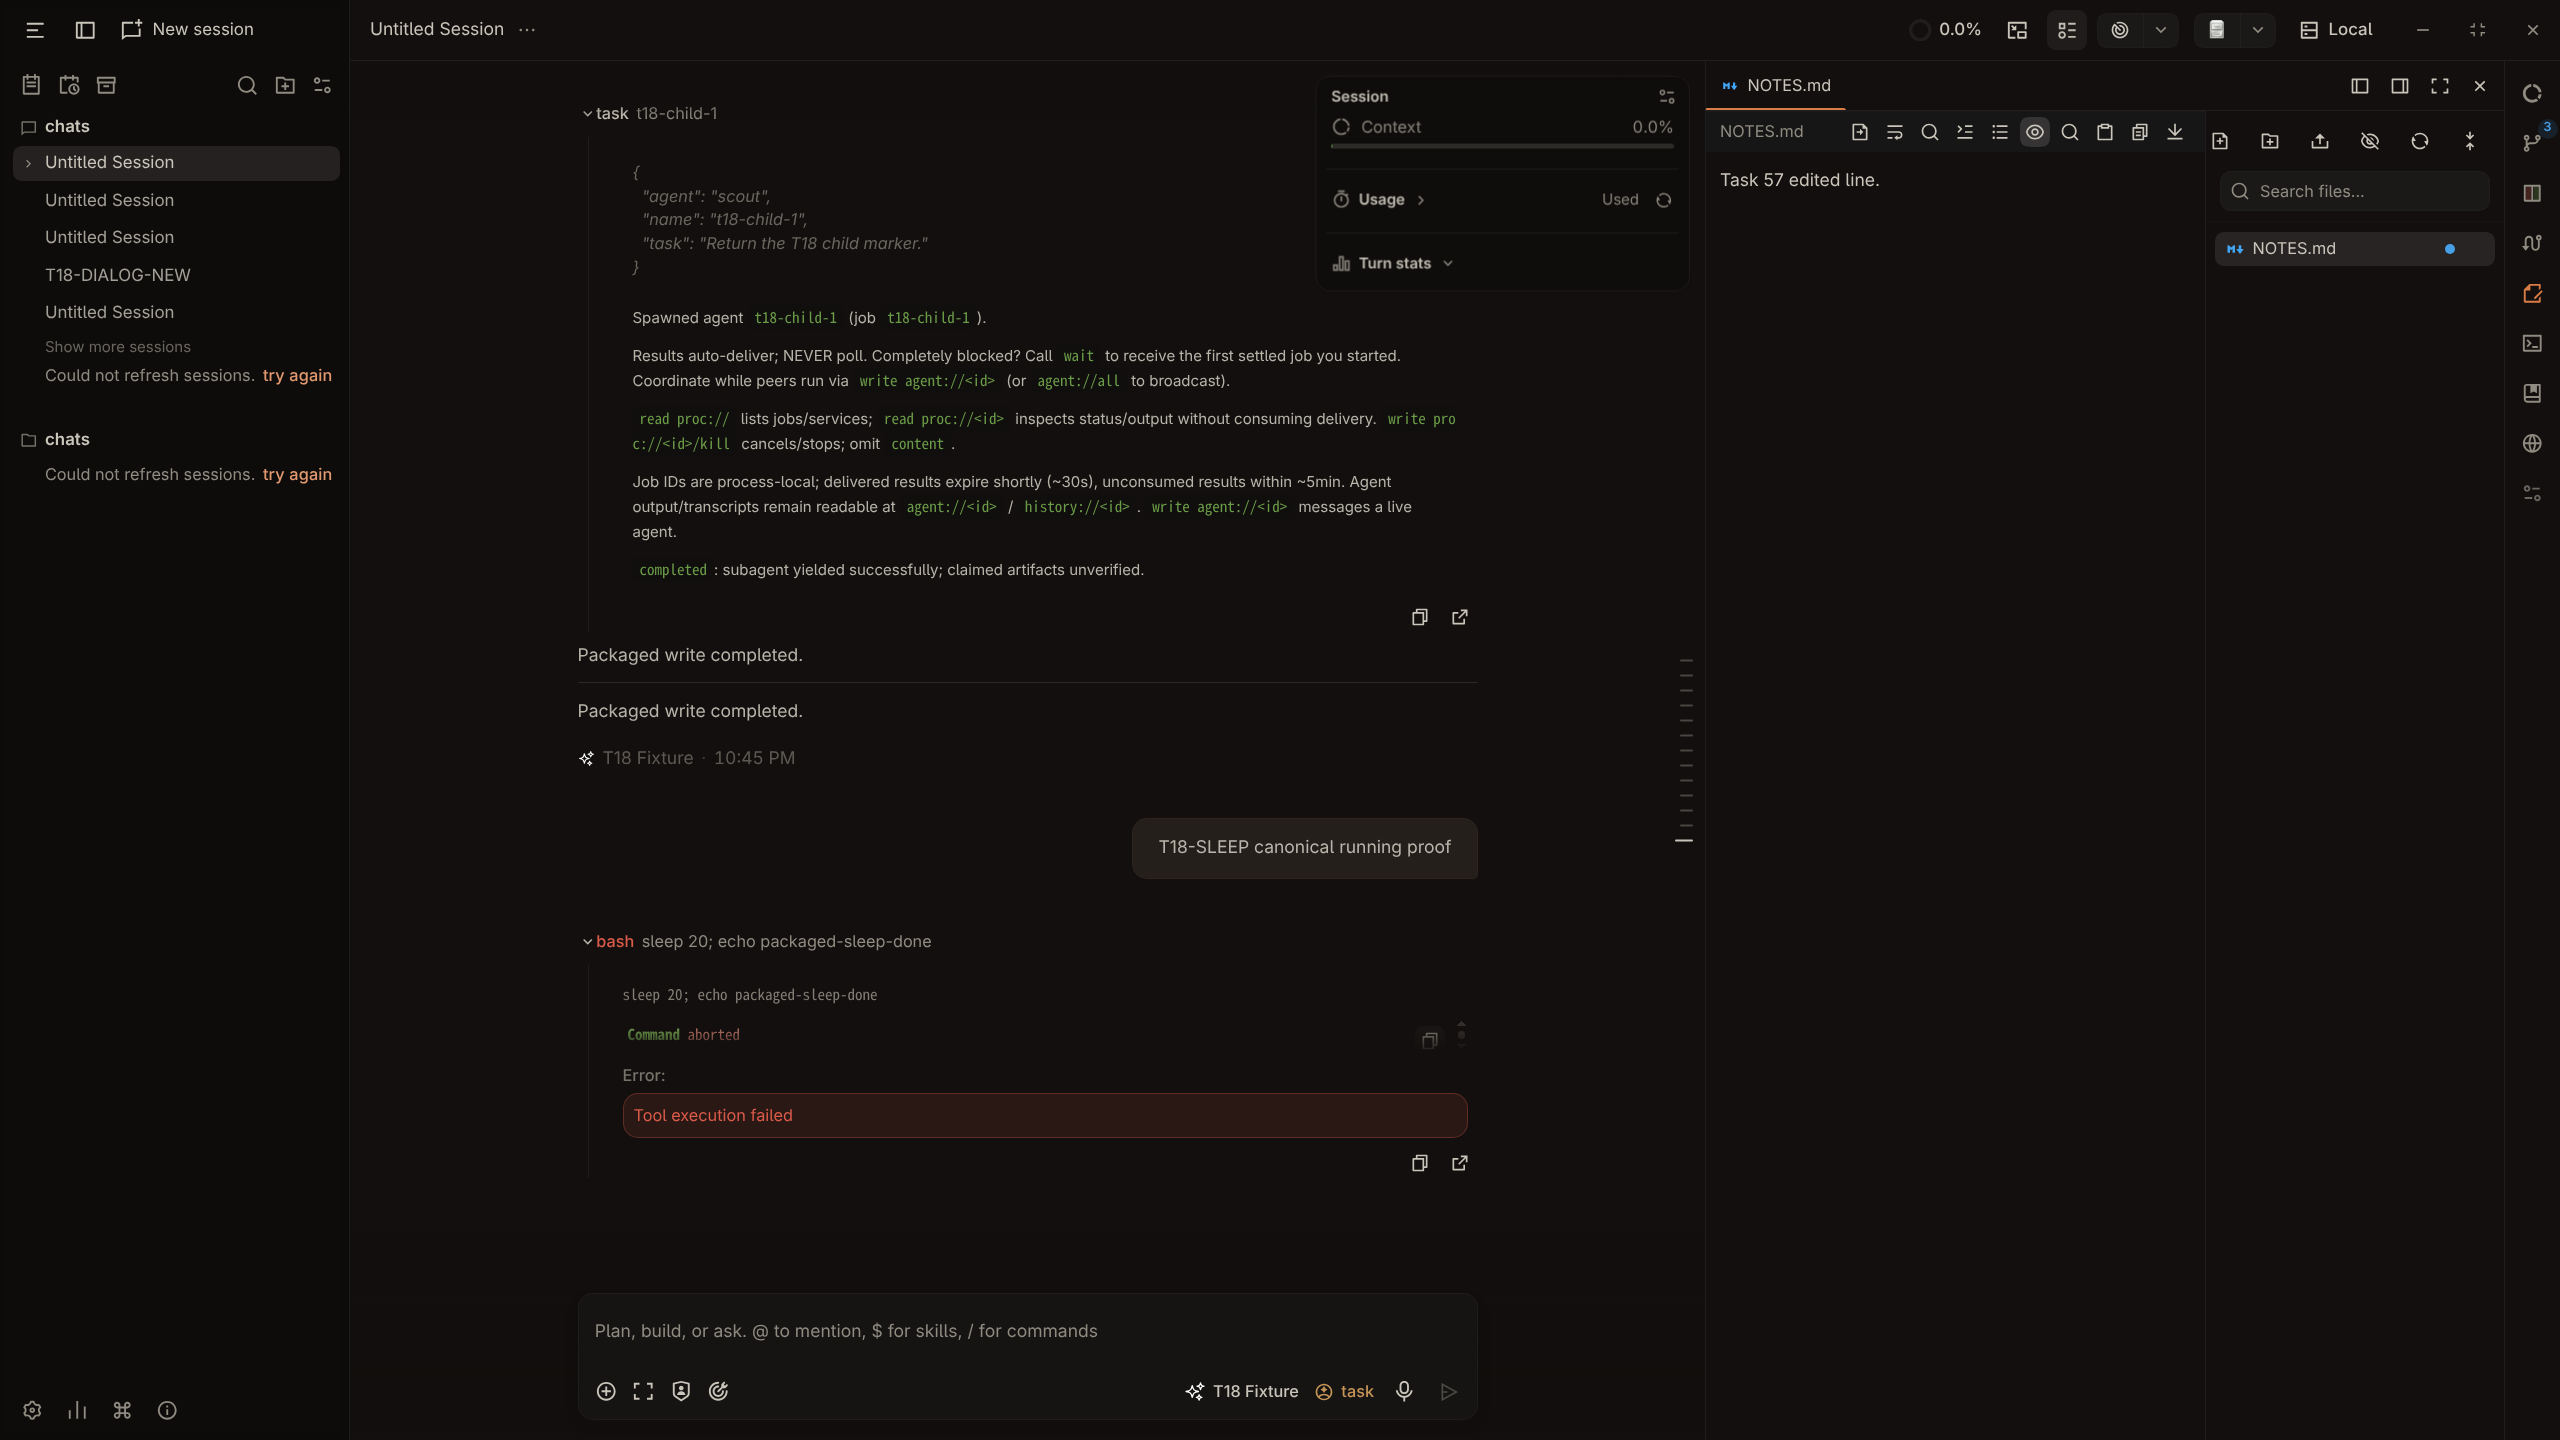 New session
chats
Untitled Session
Untitled Session
Untitled Session
T18-DIALOG-NEW
Untitled Session
Show more sessions
Could not refresh sessions. try again
chats
Could not refresh sessions. try again
Untitled Session
0.0%
Local
task t18-child-1
{
"agent": "scout",
"name": "t18-child-1",
"task": "Return the T18 child marker."
}
Spawned agent t18-child-1 (job t18-child-1 ).
Results auto-deliver; NEVER poll. Completely blocked? Call wait to receive the first settled job you started.
Coordinate while peers run via write agent://<id> (or agent://all to broadcast).
read proc:// lists jobs/services; read proc://<id> inspects status/output without consuming delivery. write pro
c://<id>/kill cancels/stops; omit content .
Job IDs are process-local; delivered results expire shortly (~30s), unconsumed results within ~5min. Agent
output/transcripts remain readable at agent://<id> / history://<id> . write agent://<id> messages a live
agent.
completed : subagent yielded successfully; claimed artifacts unverified.
Packaged write completed.
Packaged write completed.
T18 Fixture · 10:45 PM
T18-SLEEP canonical running proof
bash sleep 20; echo packaged-sleep-done
sleep 20; echo packaged-sleep-done
Command aborted
Error:
Tool execution failed
Plan, build, or ask. @ to mention, $ for skills, / for commands
T18 Fixture
task
Session
Context 0.0%
Usage
Used
Turn stats
NOTES.md
NOTES.md
Task 57 edited line.
Search files...
NOTES.md
3